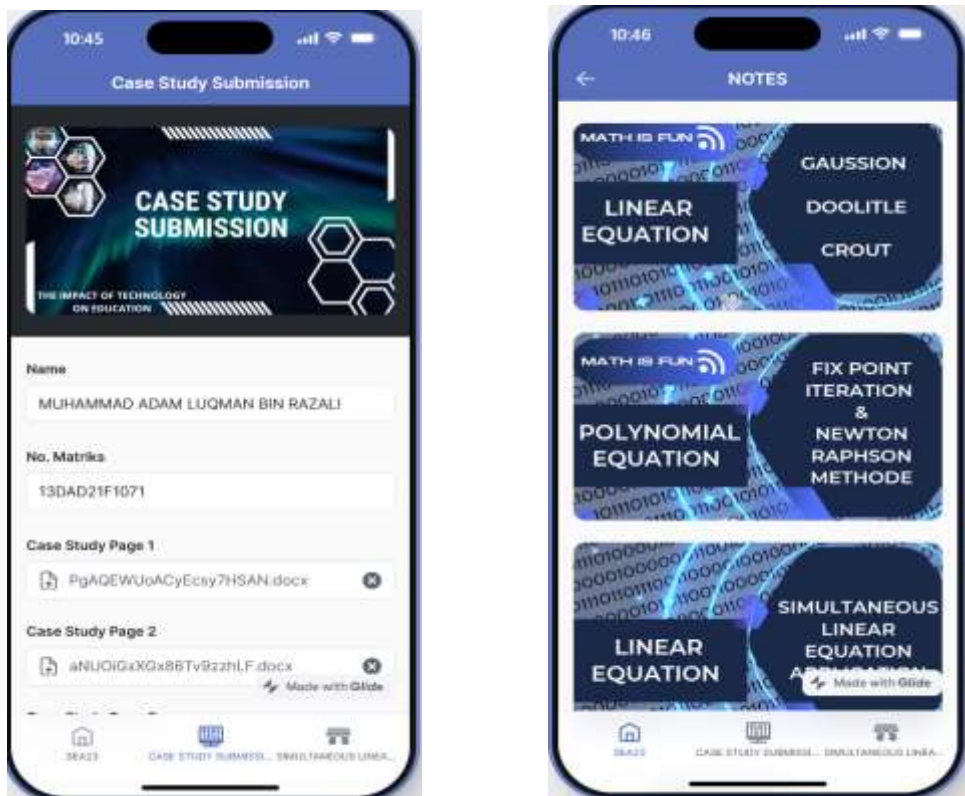 10:45
Case Study Submission
CASE STUDY
SUBMISSION
THE IMPACT OF TECHNOLOGY
ON EDUCATION
Name
MUHAMMAD ADAM LUQMAN BIN RAZALI
No. Matriks
13DAD21F1071
Case Study Page 1
PgAQEWUoACyEcsy7HSAN.docx
Case Study Page 2
aNUOiGxXGx86Tv9zzhLF.docx
Made with Glide
CASE STUDY SUBMISSI...
SIMULTANEOUS LINEA...
10:46
NOTES
MATH IS FUN
LINEAR
EQUATION
GAUSSION
DOOLITLE
CROUT
MATH IS FUN
POLYNOMIAL
EQUATION
FIX POINT
ITERATION
&
NEWTON
RAPHSON
METHODE
LINEAR
EQUATION
SIMULTANEOUS
LINEAR
EQUATION
Made with Glide
CASE STUDY SUBMISSI...
SIMULTANEOUS LINEA...